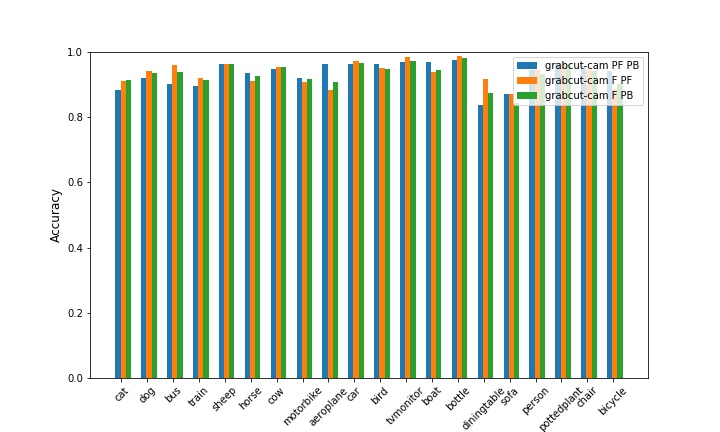 grabcut-cam PF PB
grabcut-cam F PF
grabcut-cam F PB
Accuracy
1.0
0.8
0.6
0.4
0.2
0.0
cat
dog
bus
train
sheep
horse
cow
motorbike
aeroplane
car
bird
tvmonitor
boat
bottle
diningtable
sofa
person
pottedplant
chair
bicycle